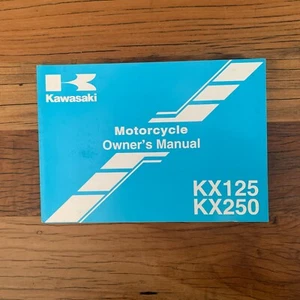 Kawasaki
Motorcycle
Owner's Manual
KX125
KX250